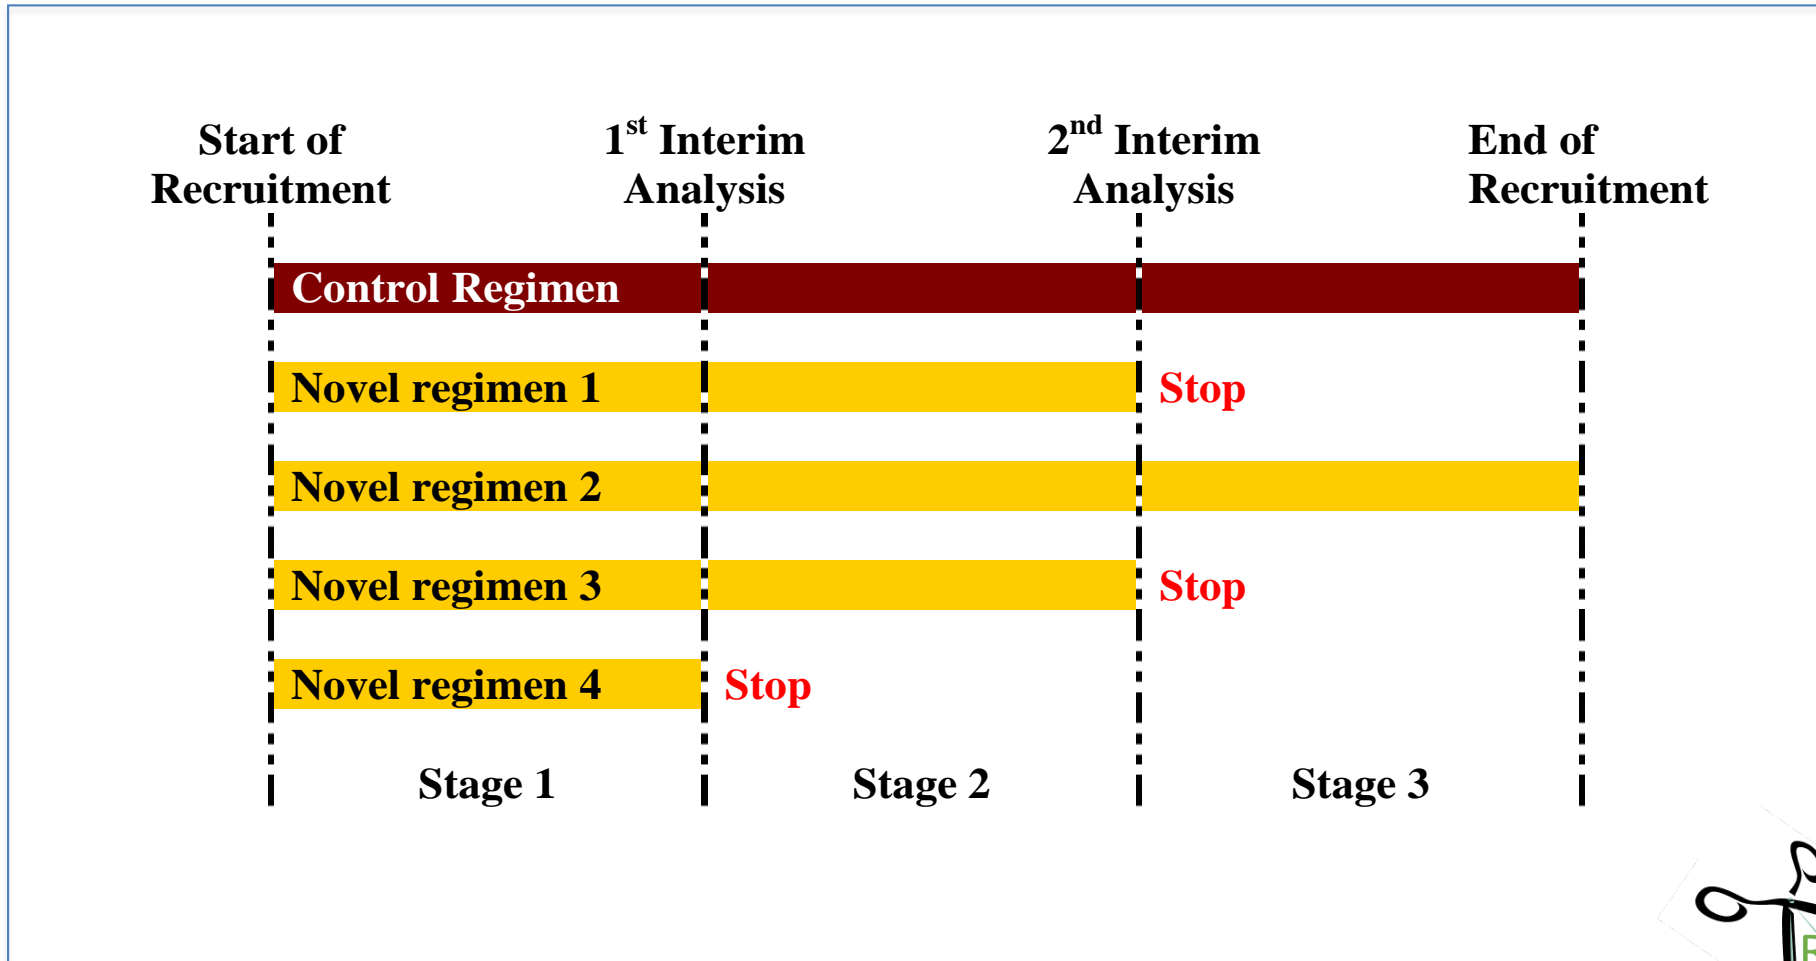 Start of
Recruitment
1st Interim
Analysis
2nd Interim
Analysis
End of
Recruitment
Control Regimen
Novel regimen 1
Stop
Novel regimen 2
Novel regimen 3
Stop
Novel regimen 4
Stop
Stage 1
Stage 2
Stage 3